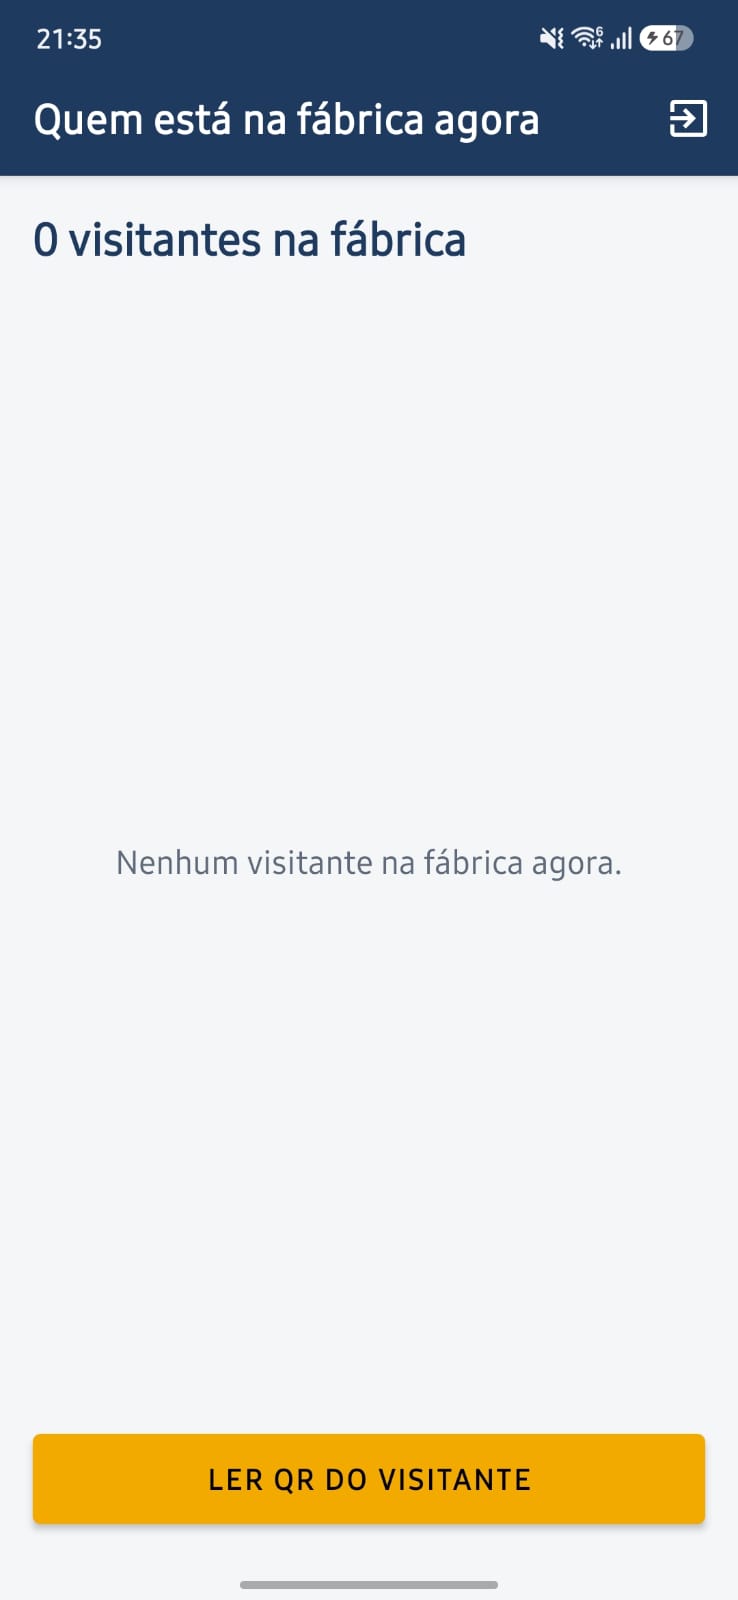 21:35
6
67
Quem está na fábrica agora
0 visitantes na fábrica
Nenhum visitante na fábrica agora.
LER QR DO VISITANTE